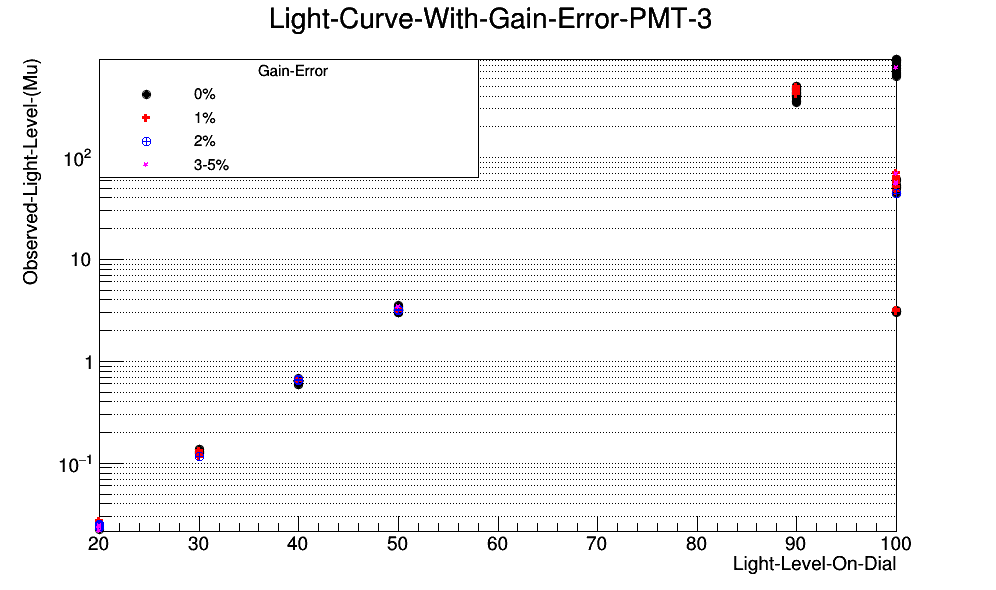 Light-Curve-With-Gain-Error-PMT-3
Observed-Light-Level-(Mu)
Gain-Error
0%
1%
2%
3-5%
10²
10
1
10⁻¹
20 30 40 50 60 70 80 90 100
Light-Level-On-Dial